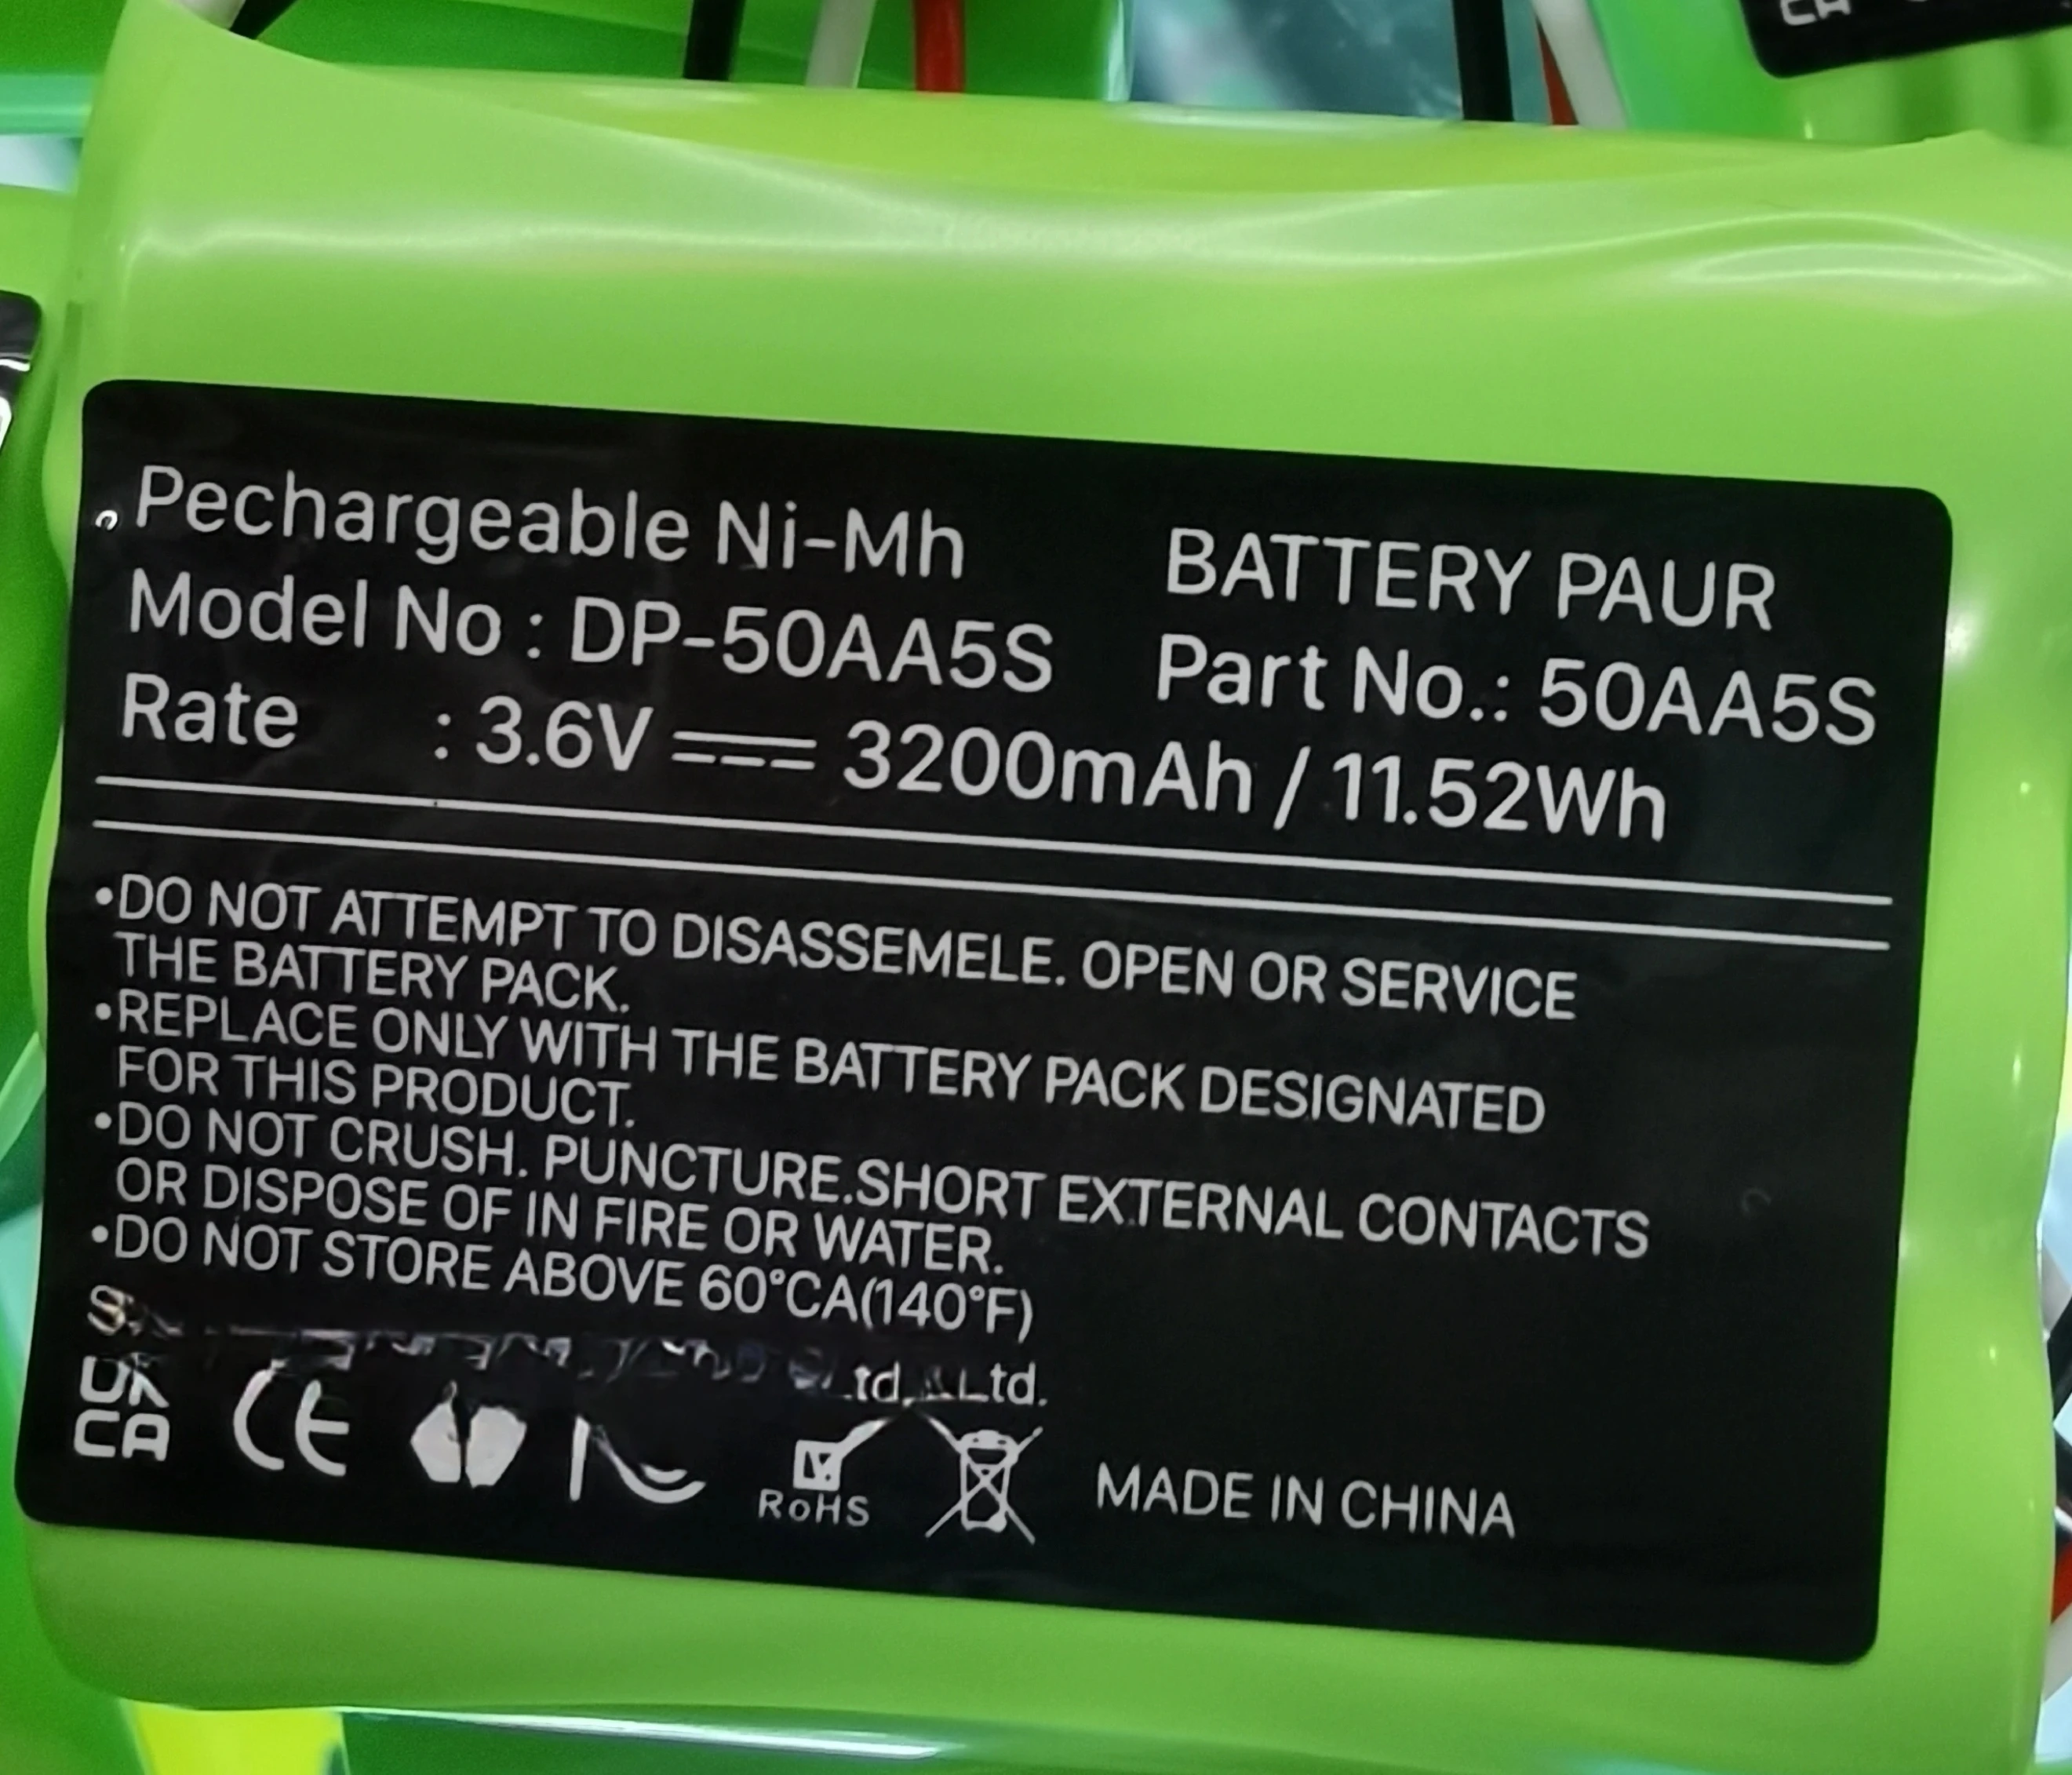 Pechargeable Ni-Mh BATTERY PAUR
Model No : DP-50AA5S Part No.: 50AA5S
Rate : 3.6V 3200mAh / 11.52Wh
•DO NOT ATTEMPT TO DISASSEMELE. OPEN OR SERVICE
THE BATTERY PACK.
•REPLACE ONLY WITH THE BATTERY PACK DESIGNATED
FOR THIS PRODUCT.
•DO NOT CRUSH. PUNCTURE.SHORT EXTERNAL CONTACTS
OR DISPOSE OF IN FIRE OR WATER.
•DO NOT STORE ABOVE 60°CA(140°F)
Ltd.
UK
CA CE RoHS MADE IN CHINA
CA